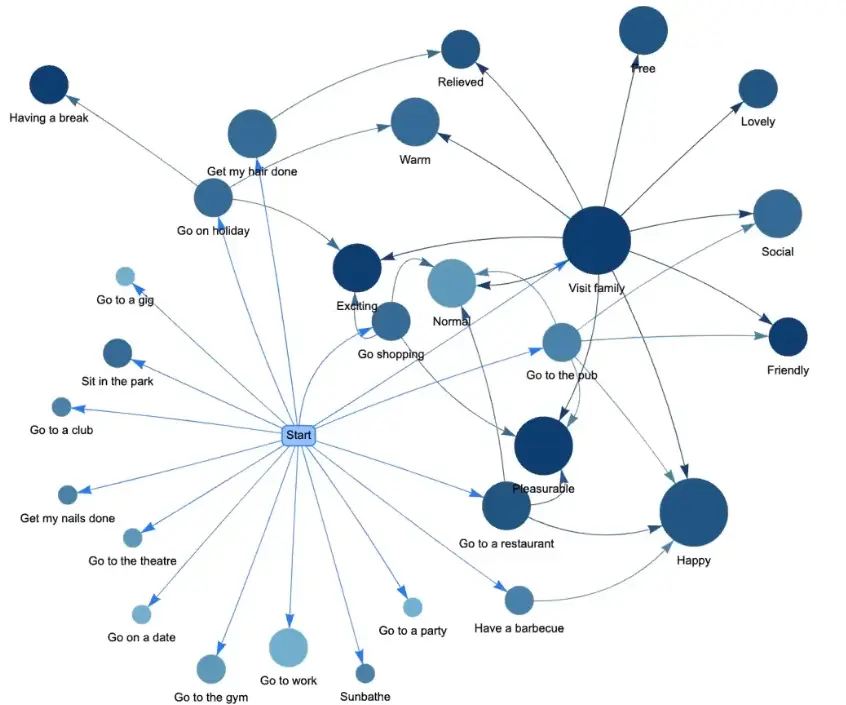 Free
Relieved
Lovely
Having a break
Warm
Get my hair done
Go on holiday
Social
Visit family
Go to a gig
Exciting
Normal
Go shopping
Friendly
Go to the pub
Sit in the park
Go to a club
Start
Pleasurable
Get my nails done
Go to a restaurant
Go to the theatre
Happy
Have a barbecue
Go to a party
Go on a date
Go to work
Go to the gym
Sunbathe